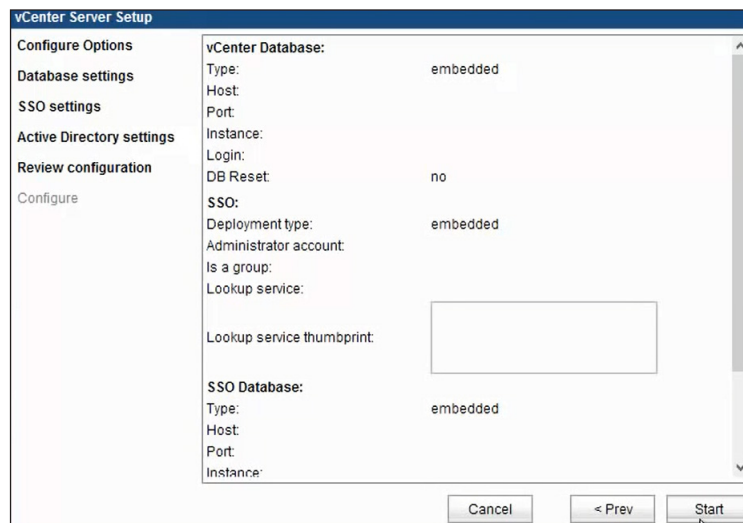 vCenter Server Setup
Configure Options
Database settings
SSO settings
Active Directory settings
Review configuration
Configure
vCenter Database:
Type: embedded
Host:
Port:
Instance:
Login:
DB Reset: no
SSO:
Deployment type: embedded
Administrator account:
Is a group:
Lookup service:
Lookup service thumbprint:
SSO Database:
Type: embedded
Host:
Port:
Instance:
Cancel < Prev Start